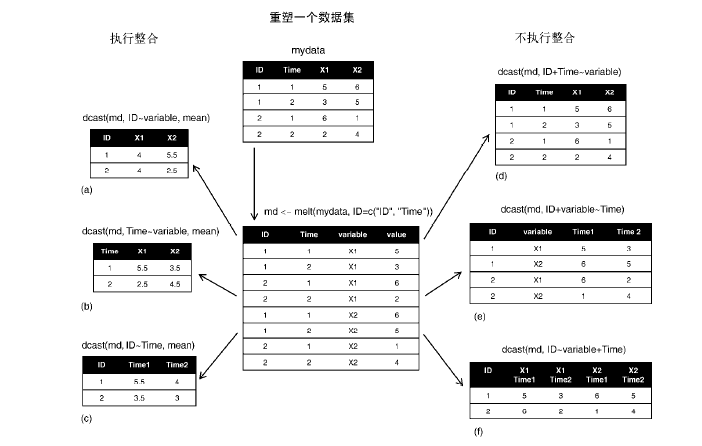 重塑一个数据集
执行整合
不执行整合
mydata
ID Time X1 X2
1 1 5 6
1 2 3 5
2 1 6 1
2 2 2 4
dcast(md, ID~variable, mean)
ID X1 X2
1 4 5.5
2 4 2.5
(a)
dcast(md, Time~variable, mean)
Time X1 X2
1 5.5 3.5
2 2.5 4.5
(b)
dcast(md, ID~Time, mean)
ID Time1 Time2
1 5.5 4
2 3.5 3
(c)
md <- melt(mydata, ID=c("ID", "Time"))
ID Time variable value
1 1 X1 5
1 2 X1 3
2 1 X1 6
2 2 X1 2
1 1 X2 6
1 2 X2 5
2 1 X2 1
2 2 X2 4
dcast(md, ID+Time~variable)
ID Time X1 X2
1 1 5 6
1 2 3 5
2 1 6 1
2 2 2 4
(d)
dcast(md, ID+variable~Time)
ID variable Time1 Time 2
1 X1 5 3
1 X2 6 5
2 X1 6 2
2 X2 1 4
(e)
dcast(md, ID~variable+Time)
ID X1 X1 X2 X2
Time1 Time2 Time1 Time2
1 5 3 6 5
2 6 2 1 4
(f)